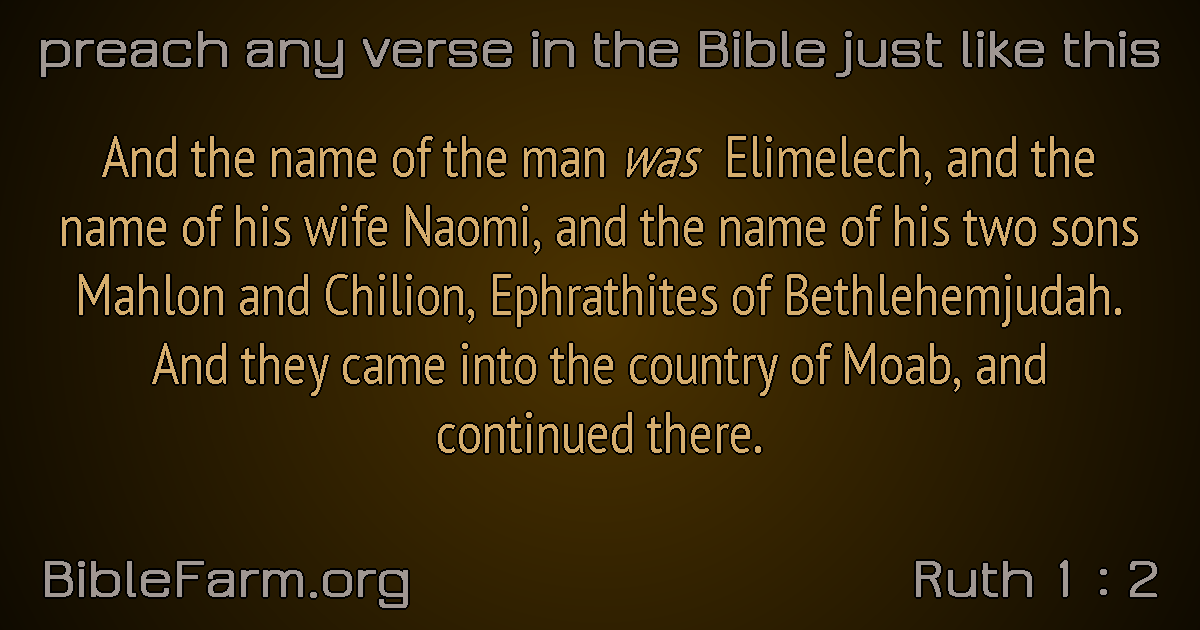 preach any verse in the Bible just like this
And the name of the man was Elimelech, and the
name of his wife Naomi, and the name of his two sons
Mahlon and Chilion, Ephrathites of Bethlehemjudah.
And they came into the country of Moab, and
continued there.
BibleFarm.org
Ruth 1 : 2